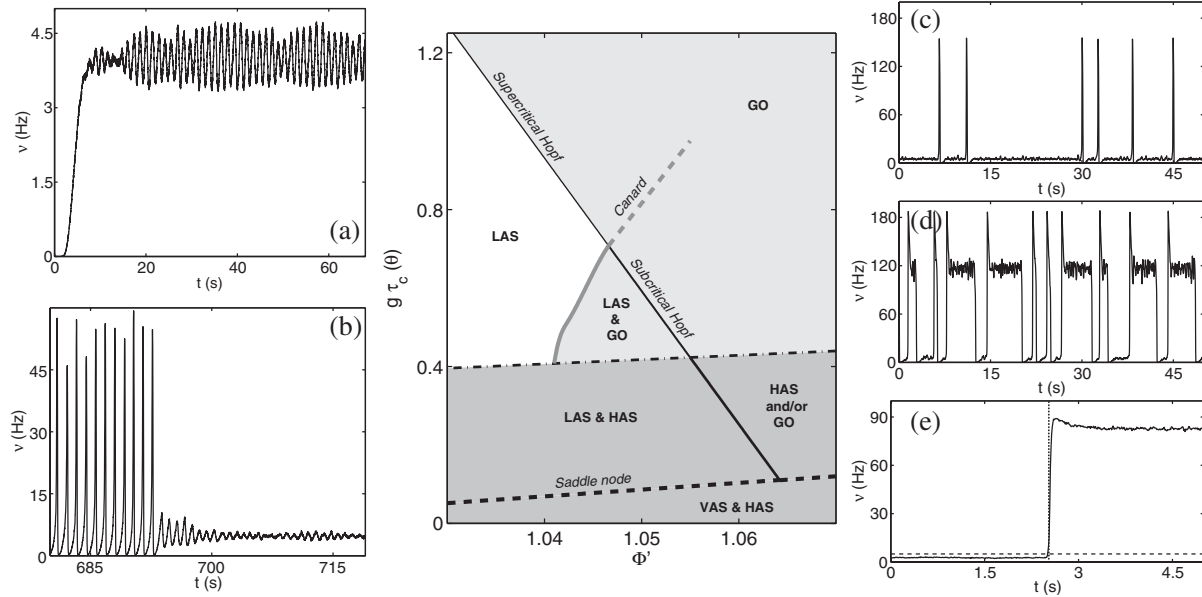 4.5
3
1.5
0
ν (Hz)
0
20
40
60
t (s)
(a)
45
30
15
0
ν (Hz)
685
700
715
t (s)
(b)
1.2
0.8
0.4
0
g τc (θ)
1.04
1.05
1.06
Φ'
Supercritical Hopf
GO
Canard
LAS
Subcritical Hopf
LAS
&
GO
LAS & HAS
HAS
and/or
GO
Saddle node
VAS & HAS
(c)
180
120
60
0
ν (Hz)
0
15
30
45
t (s)
(d)
180
120
60
0
ν (Hz)
0
15
30
45
t (s)
(e)
90
60
30
0
ν (Hz)
0
1.5
3
4.5
t (s)